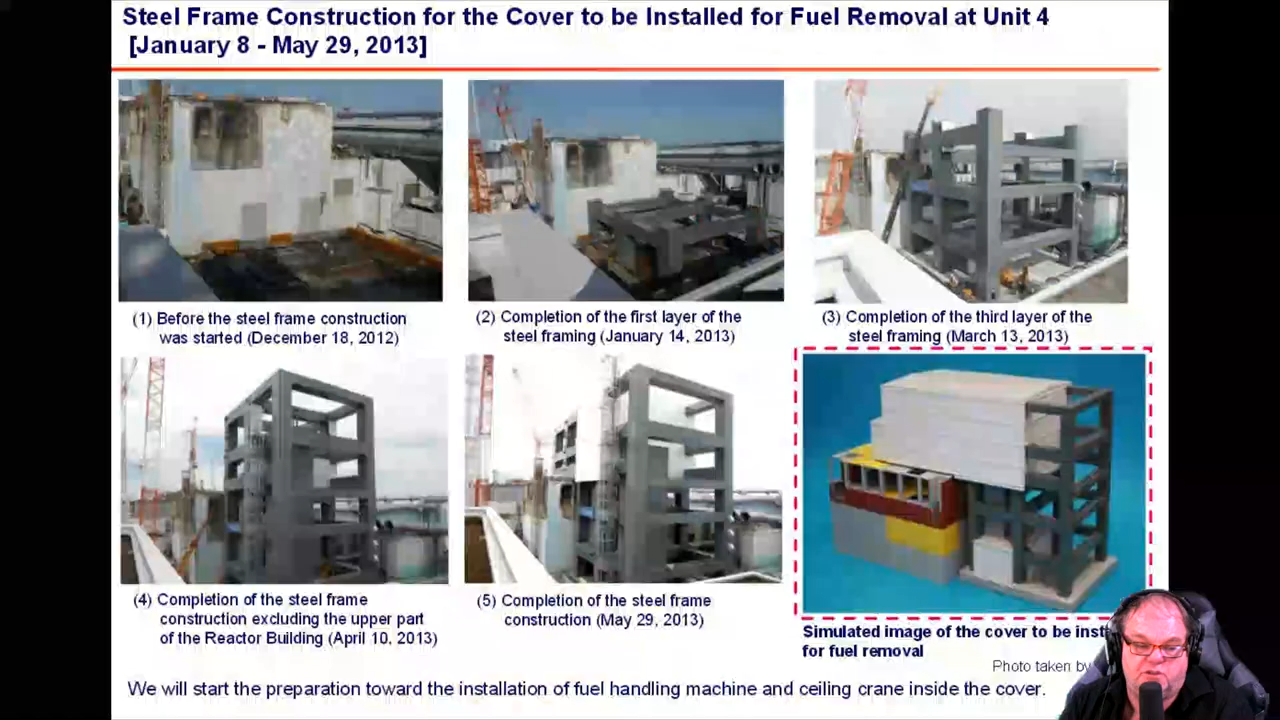 Steel Frame Construction for the Cover to be Installed for Fuel Removal at Unit 4
[January 8 - May 29, 2013]
(1) Before the steel frame construction
was started (December 18, 2012)
(2) Completion of the first layer of the
steel framing (January 14, 2013)
(3) Completion of the third layer of the
steel framing (March 13, 2013)
(4) Completion of the steel frame
construction excluding the upper part
of the Reactor Building (April 10, 2013)
(5) Completion of the steel frame
construction (May 29, 2013)
Simulated image of the cover to be inst
for fuel removal
Photo taken by
We will start the preparation toward the installation of fuel handling machine and ceiling crane inside the cover.